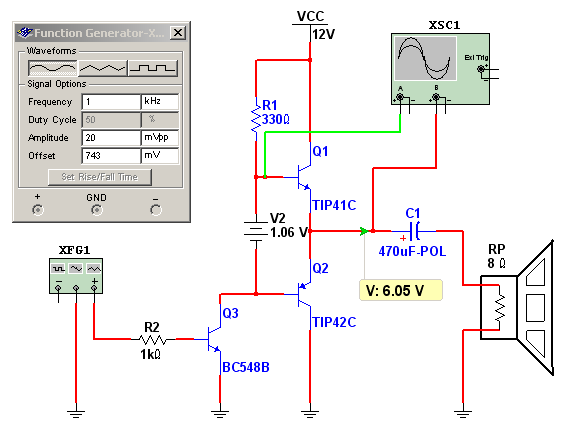 Function Generator-X...
Waveforms
Signal Options
Frequency 1 kHz
Duty Cycle 50 %
Amplitude 20 mVpp
Offset 743 mV
Set Rise/Fall Time
+ GND −
VCC
12V
XSC1
Ext Trig
+
-
A B
+ - + -
R1
330Ω
Q1
TIP41C
V2
1.06 V
C1
+
470uF-POL
RP
8 Ω
V: 6.05 V
XFG1
− +
R2
1kΩ
Q3
BC548B
Q2
TIP42C